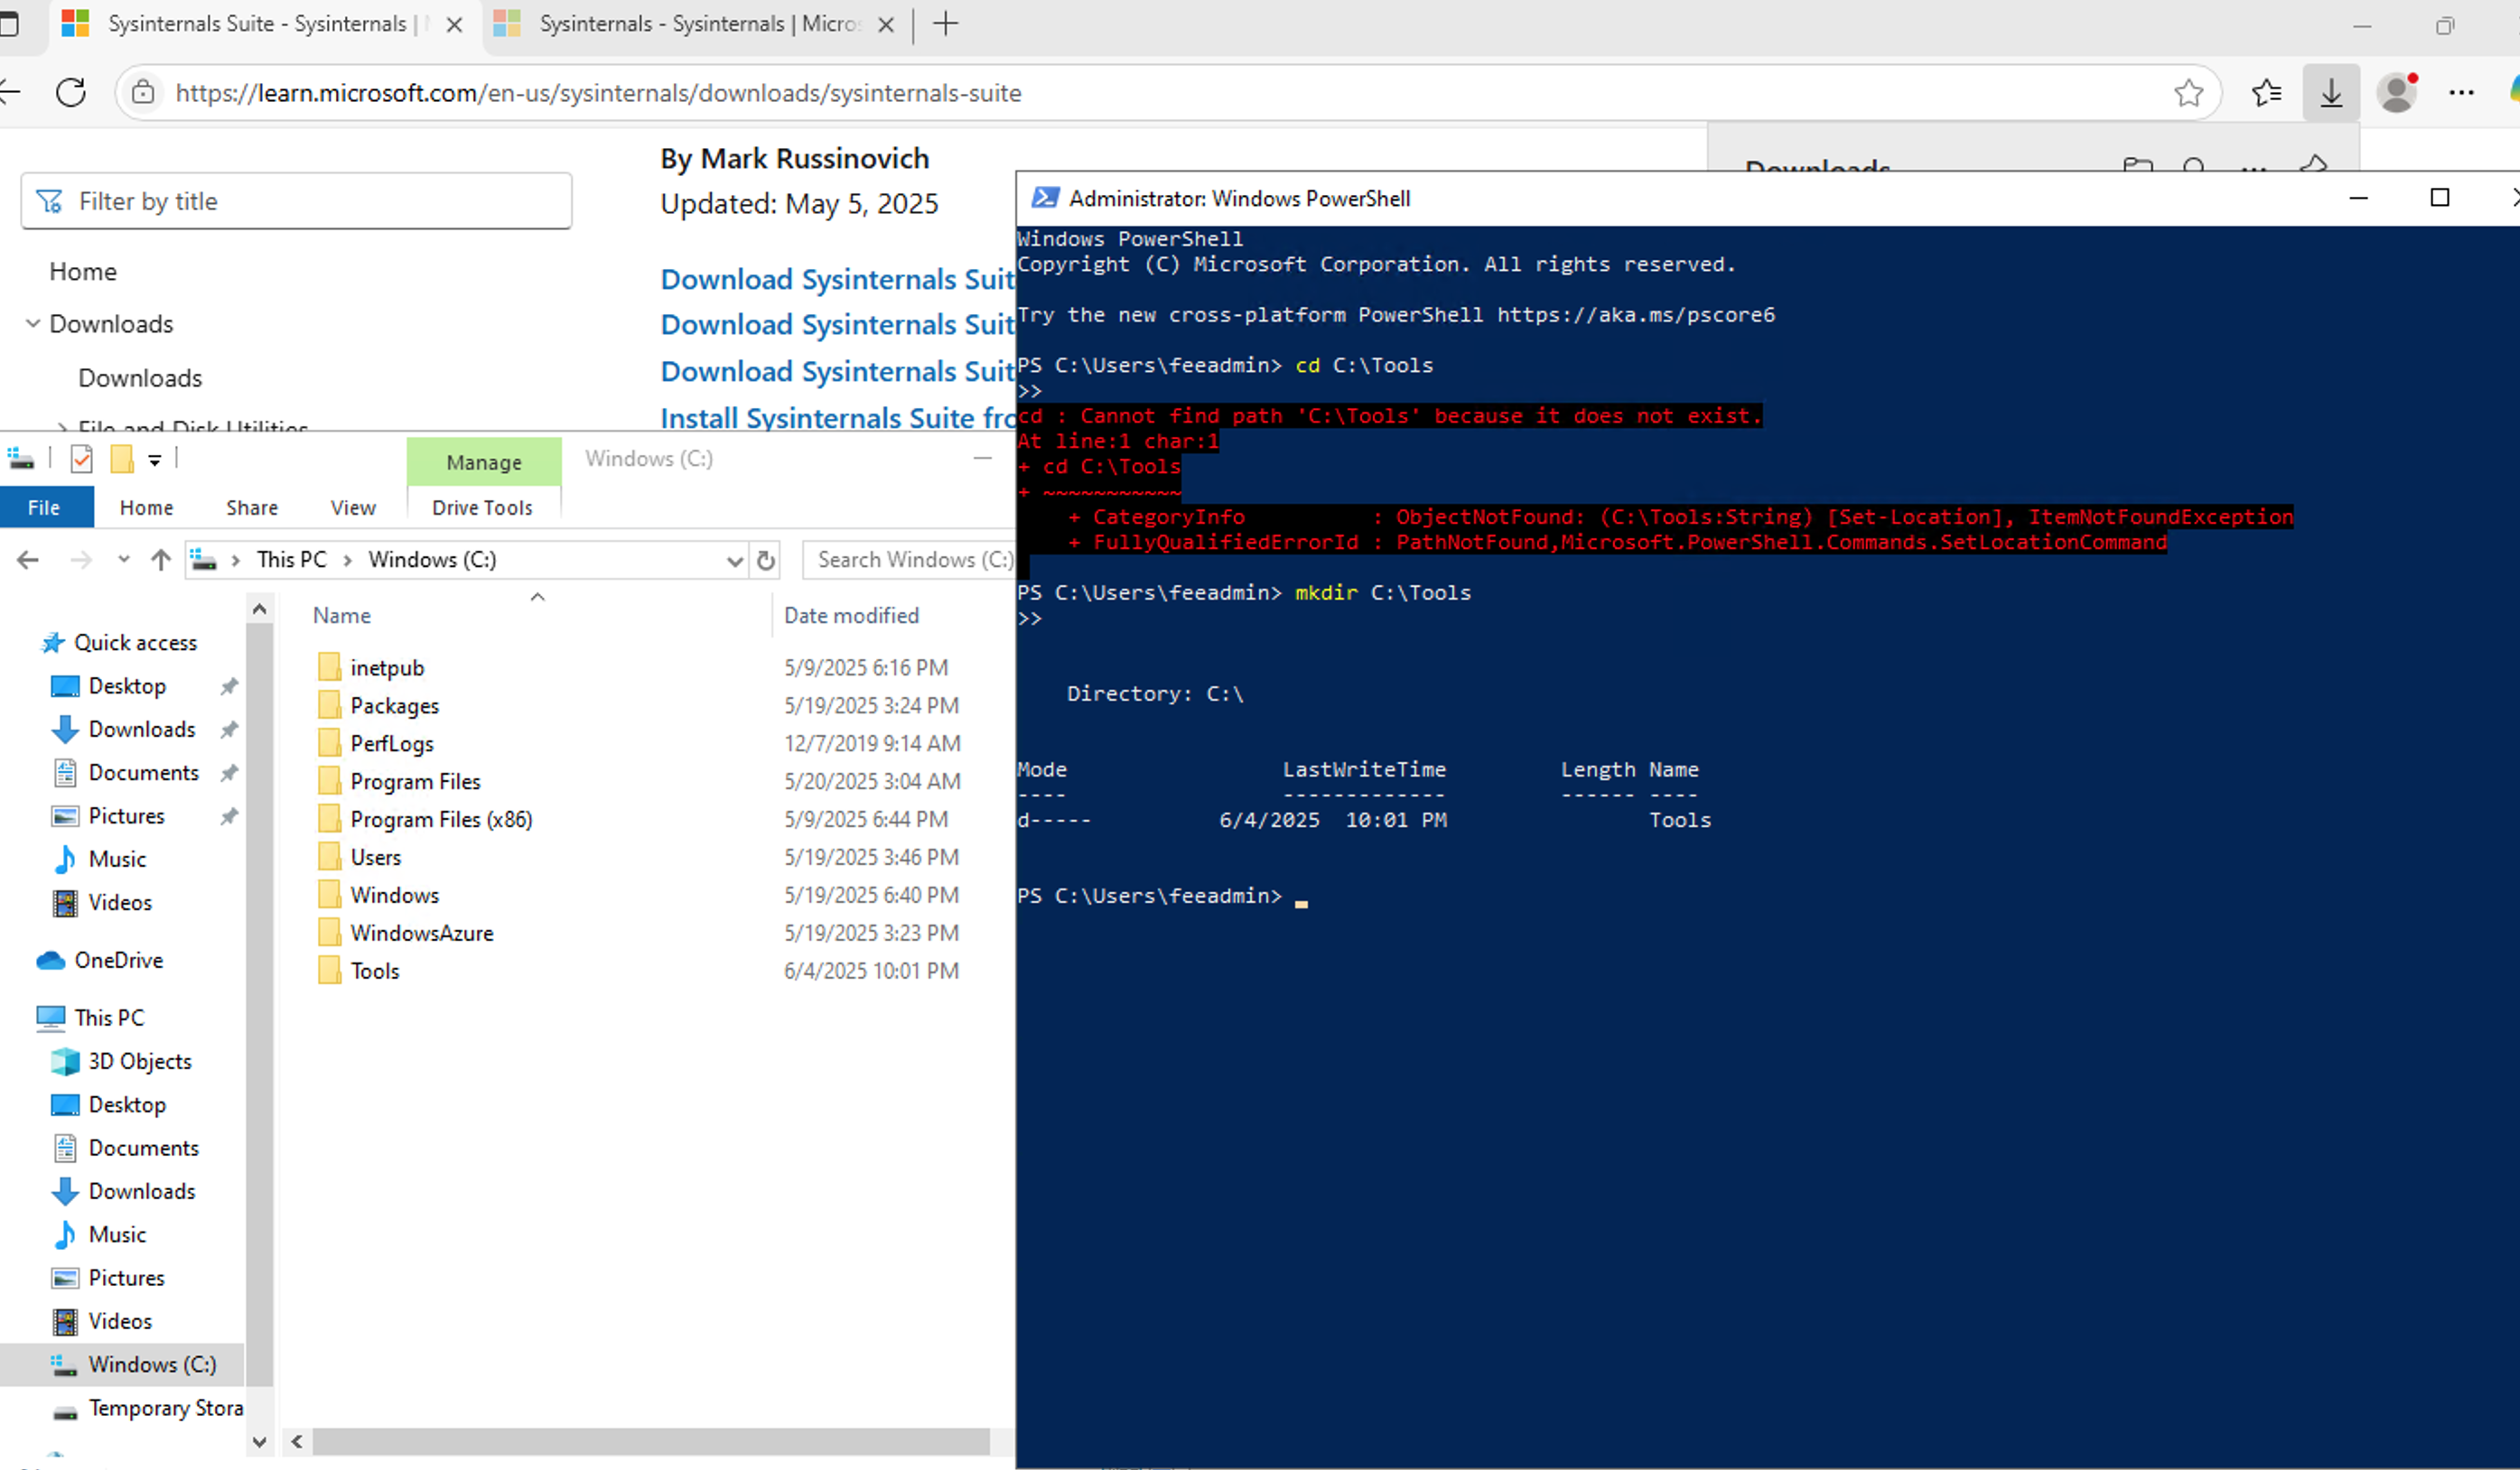 Sysinternals Suite - Sysinternals |
Sysinternals - Sysinternals | Micro
https://learn.microsoft.com/en-us/sysinternals/downloads/sysinternals-suite
Filter by title
Home
Downloads
Downloads
File and Disk Utilities
By Mark Russinovich
Updated: May 5, 2025
Download Sysinternals Suit
Download Sysinternals Suit
Download Sysinternals Suit
Install Sysinternals Suite fro
Downloads
Manage
Windows (C:)
File
Home
Share
View
Drive Tools
This PC > Windows (C:)
Search Windows (C:)
Quick access
Desktop
Downloads
Documents
Pictures
Music
Videos
OneDrive
This PC
3D Objects
Desktop
Documents
Downloads
Music
Pictures
Videos
Windows (C:)
Temporary Stora
Name Date modified
inetpub 5/9/2025 6:16 PM
Packages 5/19/2025 3:24 PM
PerfLogs 12/7/2019 9:14 AM
Program Files 5/20/2025 3:04 AM
Program Files (x86) 5/9/2025 6:44 PM
Users 5/19/2025 3:46 PM
Windows 5/19/2025 6:40 PM
WindowsAzure 5/19/2025 3:23 PM
Tools 6/4/2025 10:01 PM
Administrator: Windows PowerShell
Windows PowerShell
Copyright (C) Microsoft Corporation. All rights reserved.
Try the new cross-platform PowerShell https://aka.ms/pscore6
PS C:\Users\feeadmin> cd C:\Tools
>>
cd : Cannot find path 'C:\Tools' because it does not exist.
At line:1 char:1
+ cd C:\Tools
+ ~~~~~~~~~~~
+ CategoryInfo : ObjectNotFound: (C:\Tools:String) [Set-Location], ItemNotFoundException
+ FullyQualifiedErrorId : PathNotFound,Microsoft.PowerShell.Commands.SetLocationCommand
PS C:\Users\feeadmin> mkdir C:\Tools
>>
Directory: C:\
Mode LastWriteTime Length Name
---- ------------- ------ ----
d----- 6/4/2025 10:01 PM Tools
PS C:\Users\feeadmin>